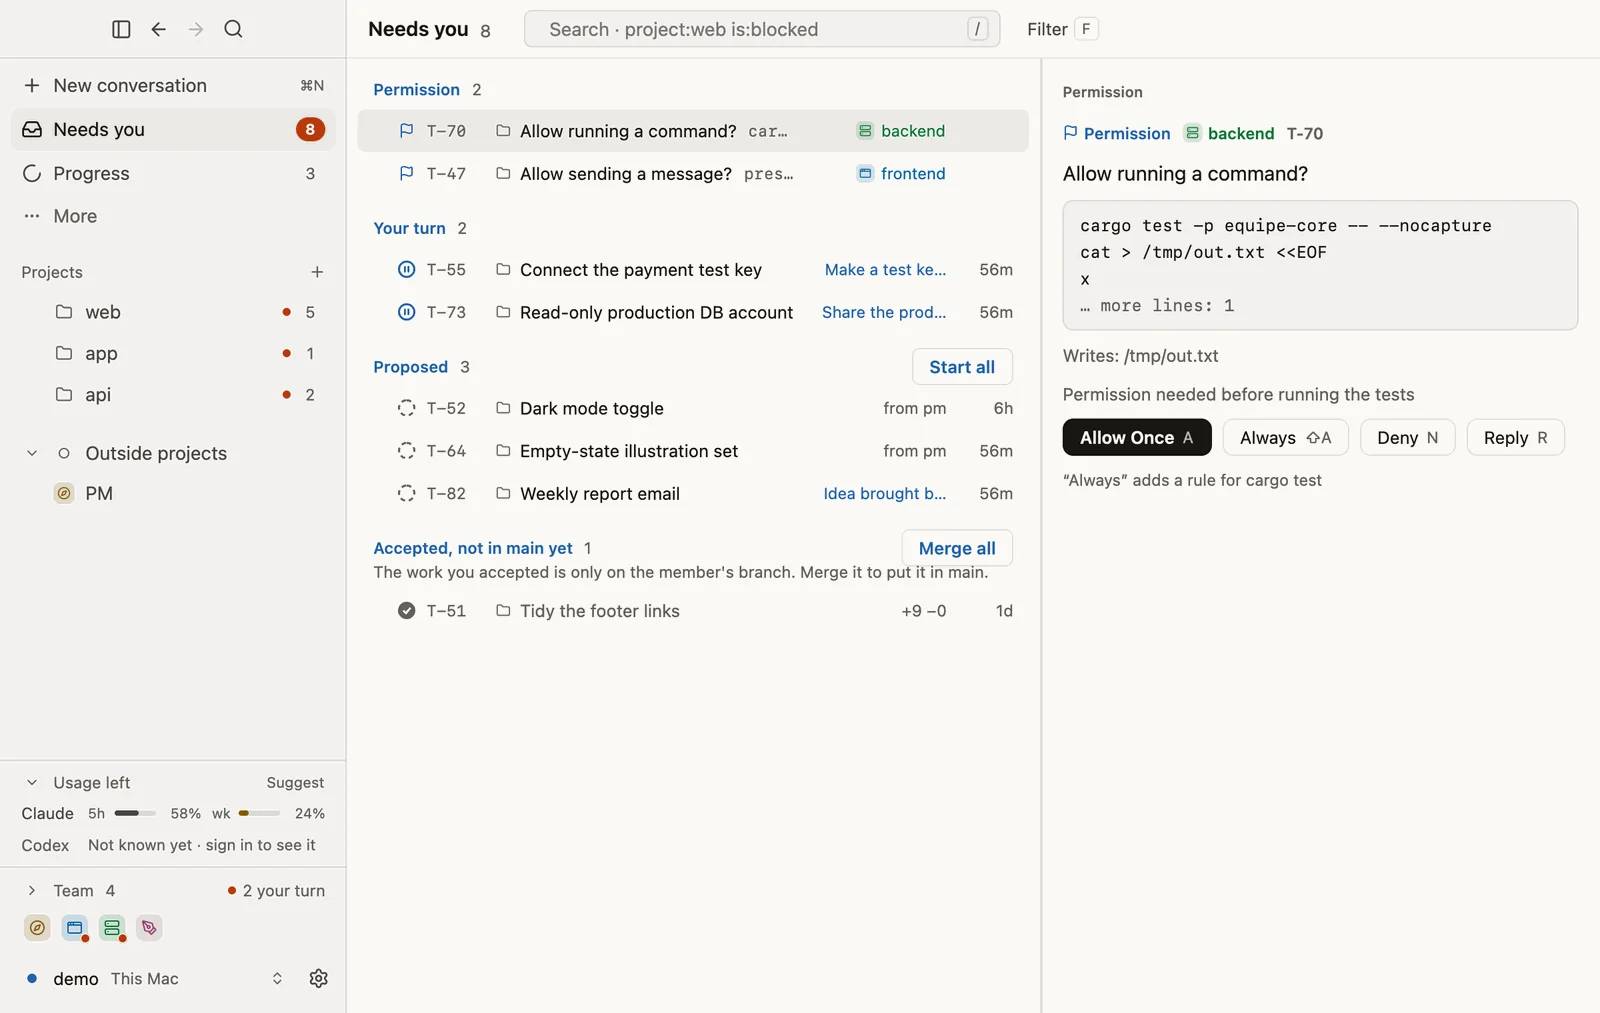 Needs you 8
Search · project:web is:blocked /
Filter F
New conversation ⌘N
Needs you 8
Progress 3
More
Projects
web 5
app 1
api 2
Outside projects
PM
Usage left Suggest
Claude 5h 58% wk 24%
Codex Not known yet · sign in to see it
Team 4 2 your turn
demo This Mac
Permission 2
T-70 Allow running a command? car… backend
T-47 Allow sending a message? pres… frontend
Your turn 2
T-55 Connect the payment test key Make a test ke… 56m
T-73 Read-only production DB account Share the prod… 56m
Proposed 3 Start all
T-52 Dark mode toggle from pm 6h
T-64 Empty-state illustration set from pm 56m
T-82 Weekly report email Idea brought b… 56m
Accepted, not in main yet 1 Merge all
The work you accepted is only on the member's branch. Merge it to put it in main.
T-51 Tidy the footer links +9 −0 1d
Permission
Permission backend T-70
Allow running a command?
cargo test -p equipe-core -- --nocapture
cat > /tmp/out.txt <<EOF
x
… more lines: 1
Writes: /tmp/out.txt
Permission needed before running the tests
Allow Once A Always ⇧A Deny N Reply R
“Always” adds a rule for cargo test